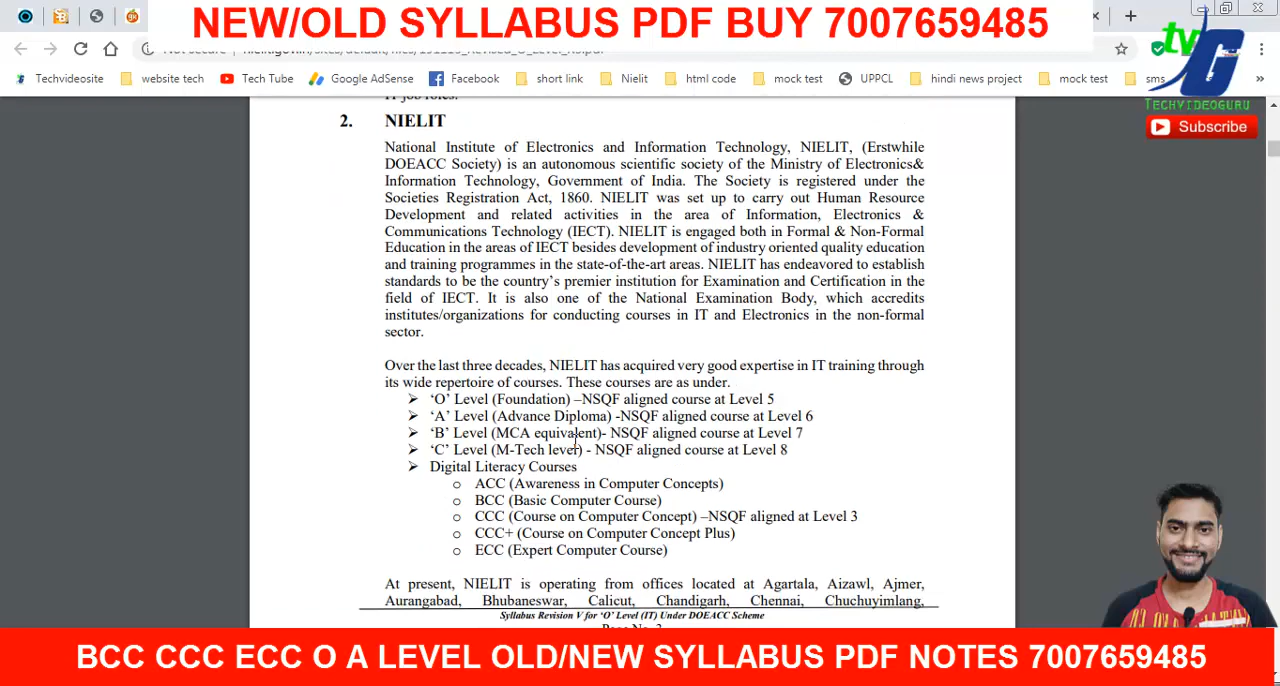 NEW/OLD SYLLABUS PDF BUY 7007659485
Techvideosite
website tech
Tech Tube
Google AdSense
Facebook
short link
Nielit
html code
mock test
UPPCL
hindi news project
mock test
sms
»
tv
G
TECHVIDEOGURU
Subscribe
IT job roles.
2. NIELIT
National Institute of Electronics and Information Technology, NIELIT, (Erstwhile
DOEACC Society) is an autonomous scientific society of the Ministry of Electronics&
Information Technology, Government of India. The Society is registered under the
Societies Registration Act, 1860. NIELIT was set up to carry out Human Resource
Development and related activities in the area of Information, Electronics &
Communications Technology (IECT). NIELIT is engaged both in Formal & Non-Formal
Education in the areas of IECT besides development of industry oriented quality education
and training programmes in the state-of-the-art areas. NIELIT has endeavored to establish
standards to be the country’s premier institution for Examination and Certification in the
field of IECT. It is also one of the National Examination Body, which accredits
institutes/organizations for conducting courses in IT and Electronics in the non-formal
sector.
Over the last three decades, NIELIT has acquired very good expertise in IT training through
its wide repertoire of courses. These courses are as under.
➢ ‘O’ Level (Foundation) –NSQF aligned course at Level 5
➢ ‘A’ Level (Advance Diploma) -NSQF aligned course at Level 6
➢ ‘B’ Level (MCA equivalent)- NSQF aligned course at Level 7
➢ ‘C’ Level (M-Tech level) - NSQF aligned course at Level 8
➢ Digital Literacy Courses
o ACC (Awareness in Computer Concepts)
o BCC (Basic Computer Course)
o CCC (Course on Computer Concept) –NSQF aligned at Level 3
o CCC+ (Course on Computer Concept Plus)
o ECC (Expert Computer Course)
At present, NIELIT is operating from offices located at Agartala, Aizawl, Ajmer,
Aurangabad, Bhubaneswar, Calicut, Chandigarh, Chennai, Chuchuyimlang,
Syllabus Revision V for ‘O’ Level (IT) Under DOEACC Scheme
BCC CCC ECC O A LEVEL OLD/NEW SYLLABUS PDF NOTES 7007659485